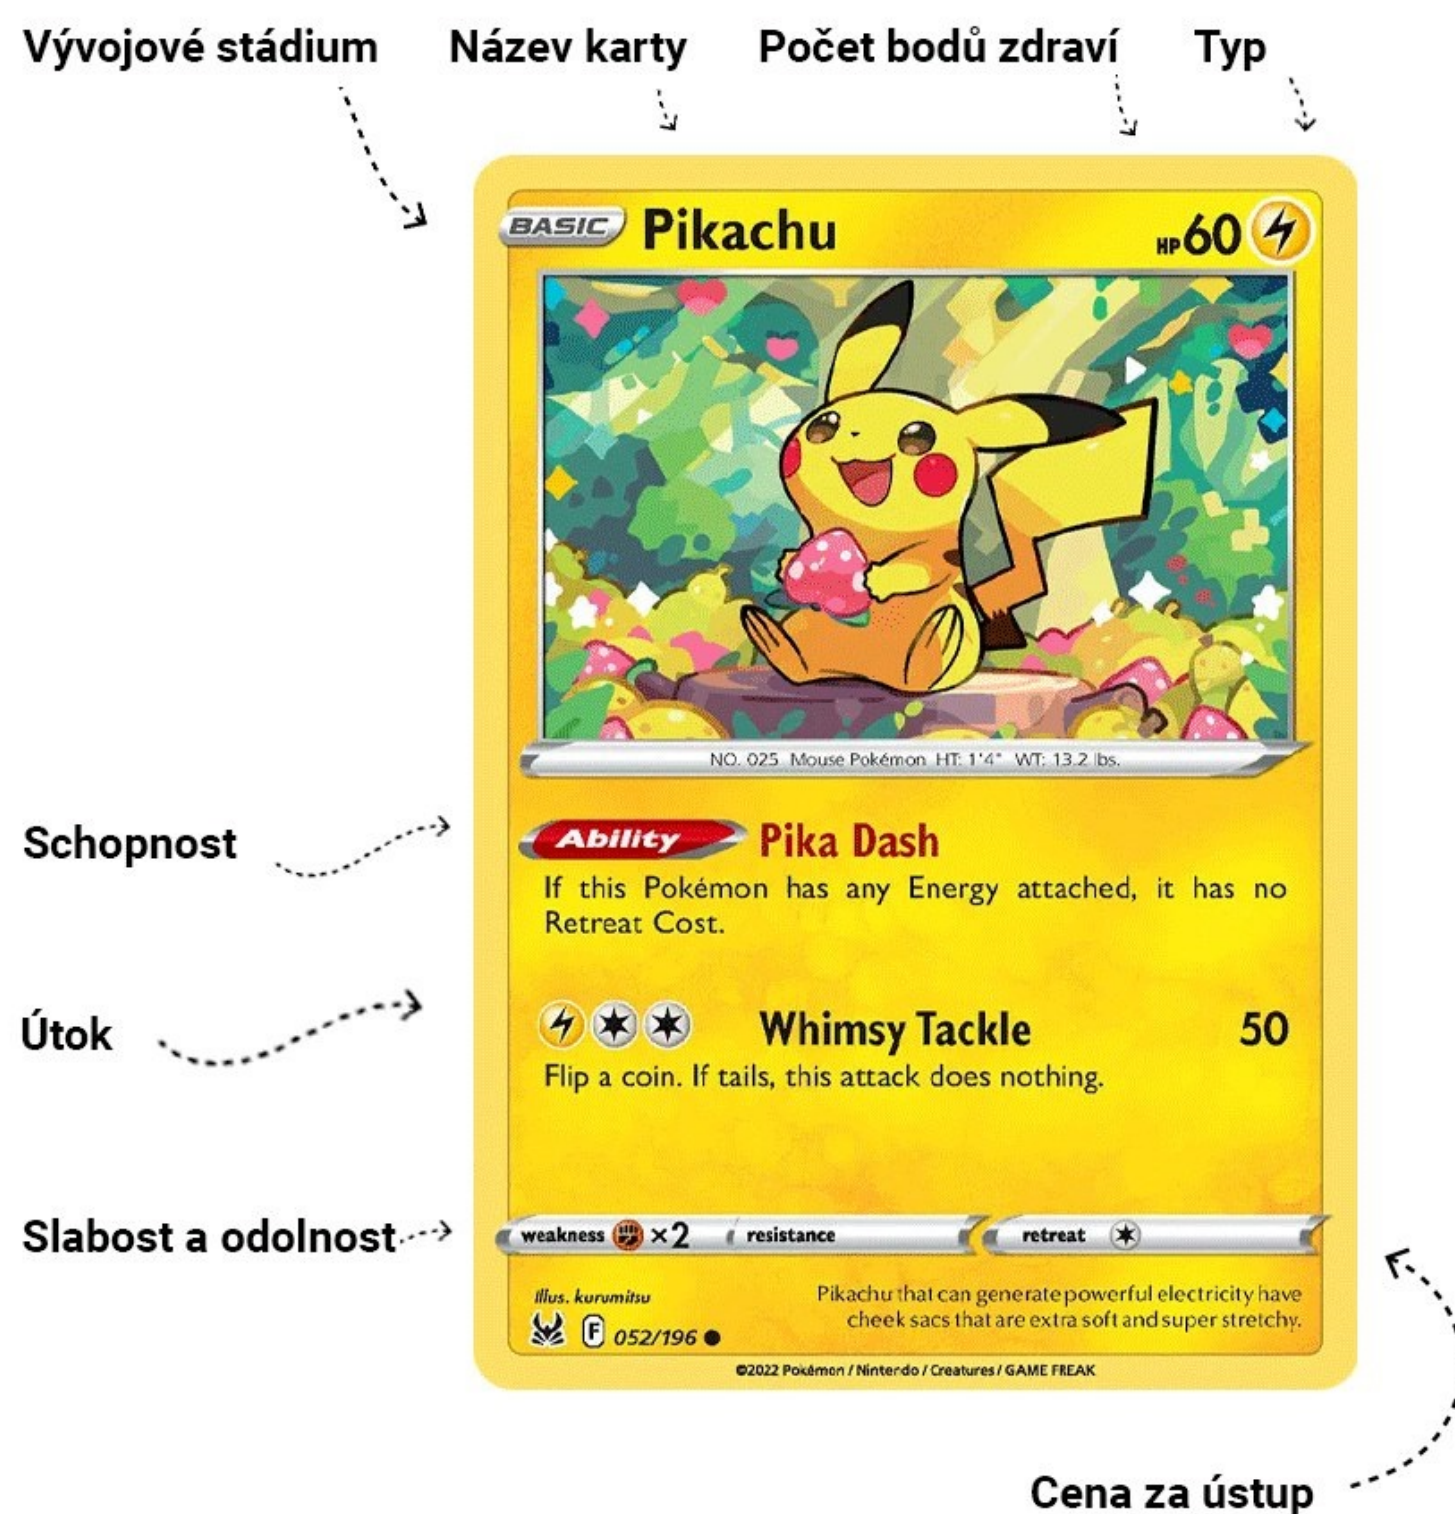 Vývojové stádium Název karty Počet bodů zdraví Typ
BASIC Pikachu HP 60
NO. 025 Mouse Pokémon HT: 1'4" WT: 13.2 lbs.
Schopnost
Ability Pika Dash
If this Pokémon has any Energy attached, it has no
Retreat Cost.
Útok
Whimsy Tackle 50
Flip a coin. If tails, this attack does nothing.
Slabost a odolnost
weakness ×2 resistance retreat
Illus. kurumitsu
F 052/196
Pikachu that can generate powerful electricity have
cheek sacs that are extra soft and super stretchy.
©2022 Pokémon / Nintendo / Creatures / GAME FREAK
Cena za ústup